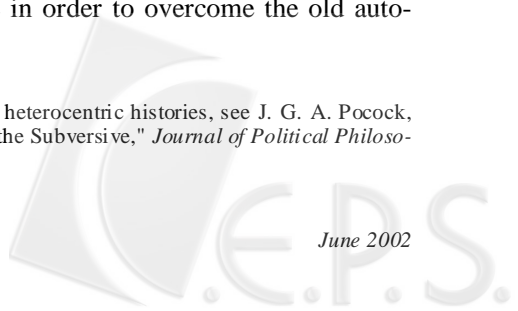 in order to overcome the old auto-
heterocentric histories, see J. G. A. Pocock,
the Subversive," Journal of Political Philoso-
June 2002
C.E.P.S.